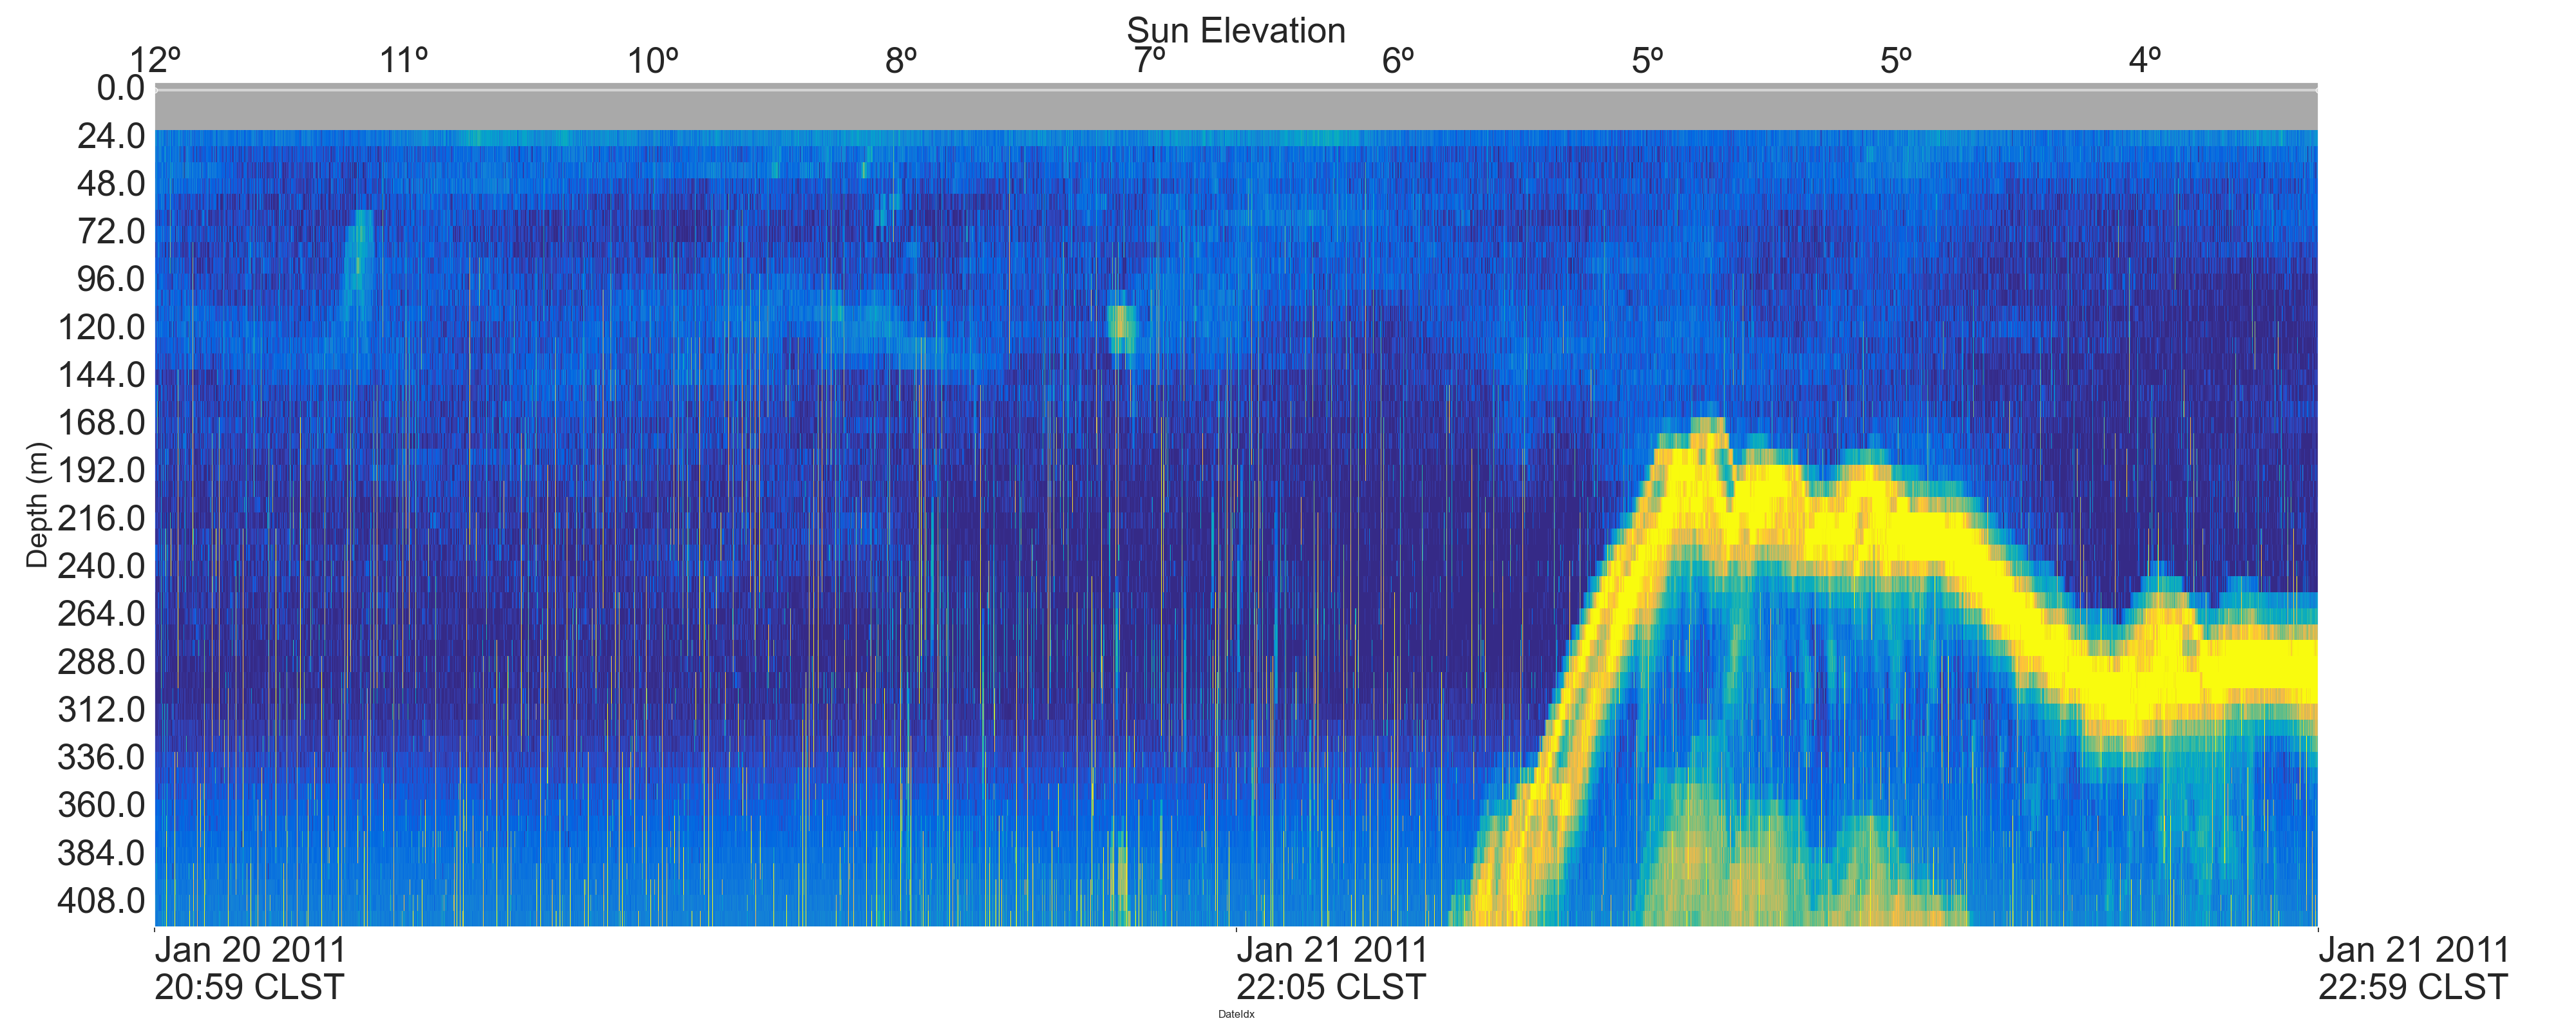 Sun Elevation
12º 11º 10º 8º 7º 6º 5º 5º 4º
0.0
24.0
48.0
72.0
96.0
120.0
144.0
168.0
192.0
216.0
240.0
264.0
288.0
312.0
336.0
360.0
384.0
408.0
Depth (m)
Jan 20 2011
20:59 CLST
Jan 21 2011
22:05 CLST
Jan 21 2011
22:59 CLST
DateIdx